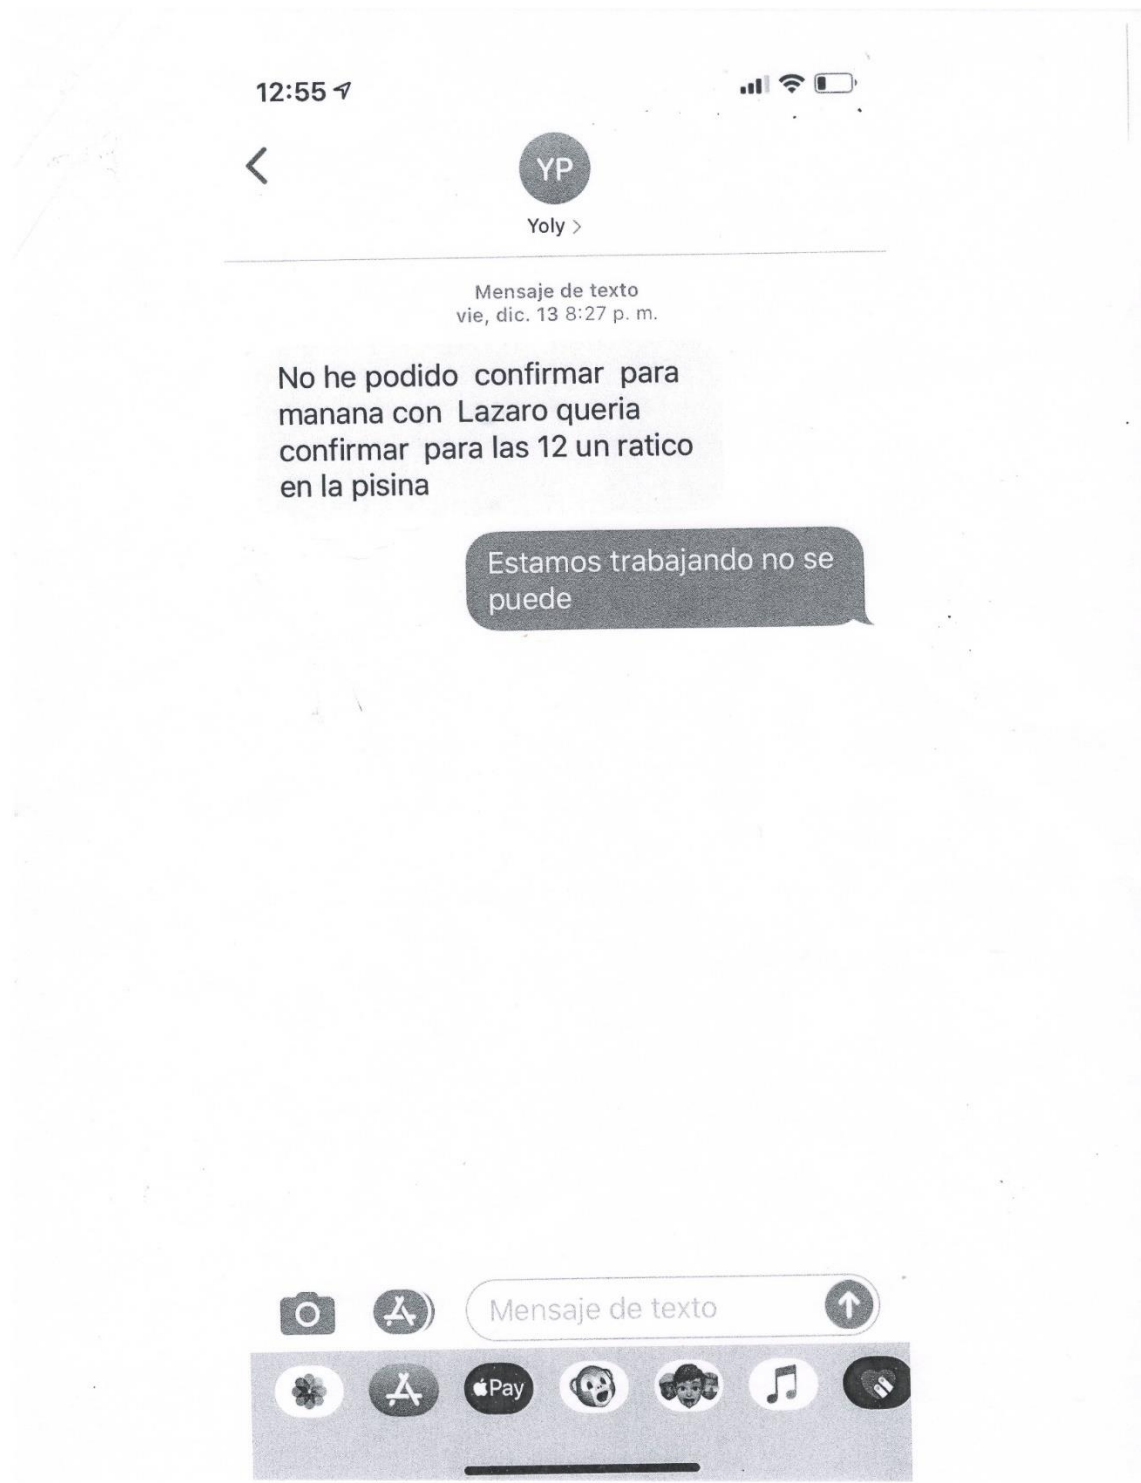 12:55
YP
Yoly >
Mensaje de texto
vie, dic. 13 8:27 p. m.
No he podido confirmar para
manana con Lazaro queria
confirmar para las 12 un ratico
en la pisina
Estamos trabajando no se
puede
Mensaje de texto
Pay